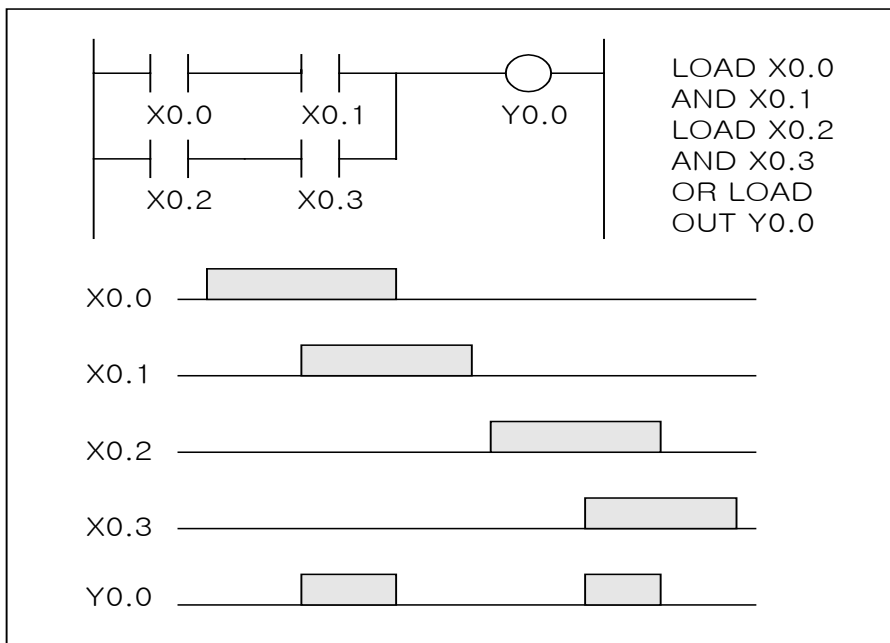 X0.0 X0.1 Y0.0
X0.2 X0.3
LOAD X0.0
AND X0.1
LOAD X0.2
AND X0.3
OR LOAD
OUT Y0.0
X0.0
X0.1
X0.2
X0.3
Y0.0